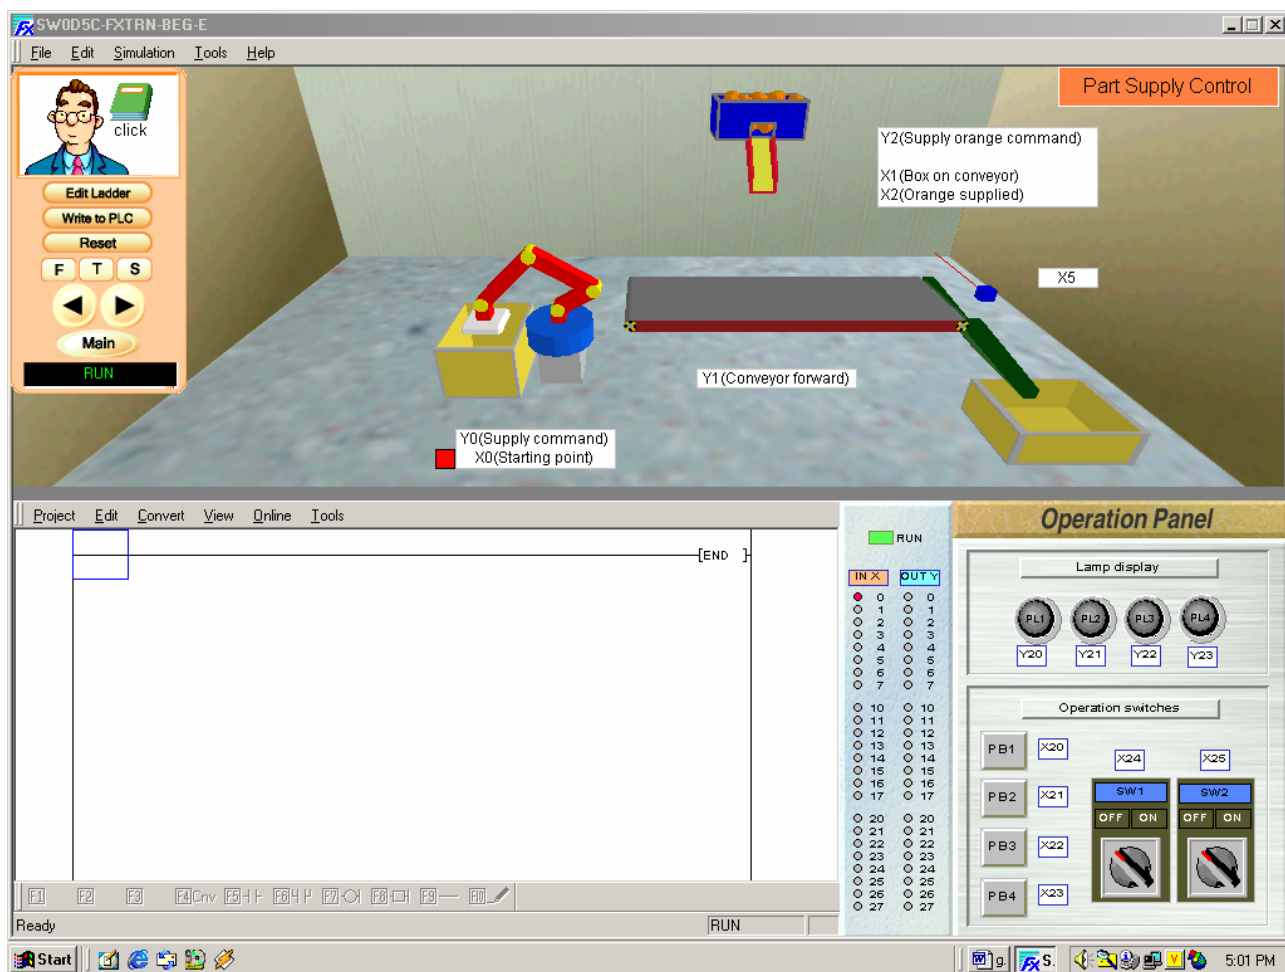 SW0D5C-FXTRN-BEG-E
File Edit Simulation Tools Help
click
Edit Ladder
Write to PLC
Reset
F T S
Main
RUN
Part Supply Control
Y2(Supply orange command)
X1(Box on conveyor)
X2(Orange supplied)
X5
Y1(Conveyor forward)
Y0(Supply command)
X0(Starting point)
Project Edit Convert View Online Tools
[END ]
RUN
IN X OUT Y
0 0
1 1
2 2
3 3
4 4
5 5
6 6
7 7
10 10
11 11
12 12
13 13
14 14
15 15
16 16
17 17
20 20
21 21
22 22
23 23
24 24
25 25
26 26
27 27
Operation Panel
Lamp display
PL1 PL2 PL3 PL4
Y20 Y21 Y22 Y23
Operation switches
PB1 X20
PB2 X21
PB3 X22
PB4 X23
X24 X25
SW1 SW2
OFF ON OFF ON
F1 F2 F3 F4Cnv F5 F6 F7 F8 F9
Ready RUN
Start g. S. 5:01 PM